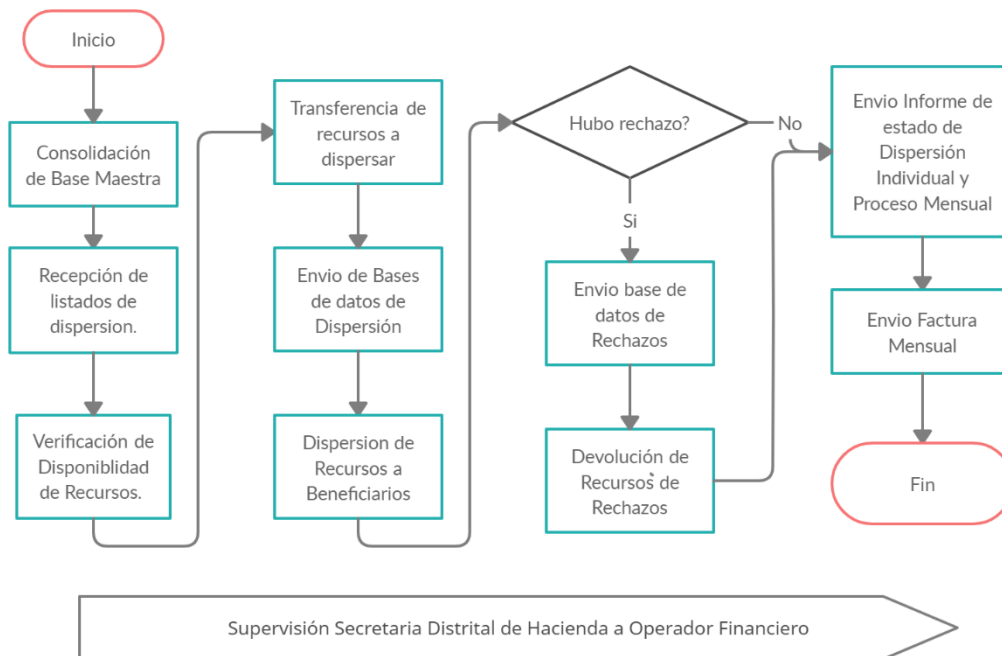 Inicio
Consolidación
de Base Maestra
Recepción de
listados de
dispersion.
Verificación de
Disponiblidad
de Recursos.
Transferencia de
recursos a
dispersar
Envio de Bases
de datos de
Dispersión
Dispersion de
Recursos a
Beneficiarios
Hubo rechazo?
No
Si
Envio base de
datos de
Rechazos
Devolución de
Recursos de
Rechazos
Envio Informe de
estado de
Dispersión
Individual y
Proceso Mensual
Envio Factura
Mensual
Fin
Supervisión Secretaria Distrital de Hacienda a Operador Financiero